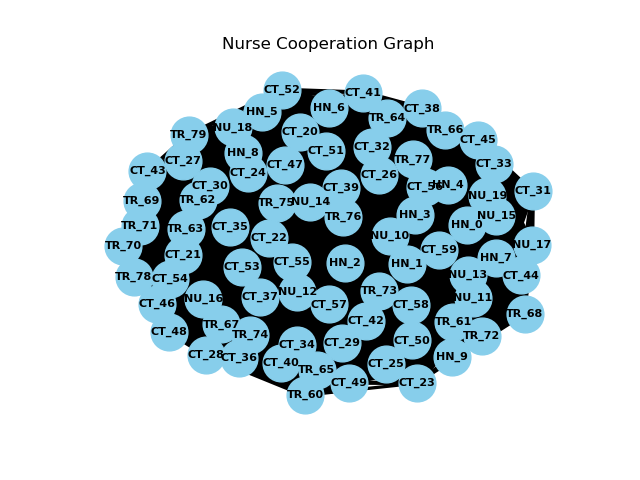 Nurse Cooperation Graph
CT_52
CT_41
HN_6
CT_38
HN_5
TR_64
NU_18
TR_66
CT_20
TR_79
CT_45
CT_32
CT_51
HN_8
TR_77
CT_27
CT_33
CT_47
CT_43
CT_24
CT_26
HN_4
CT_30
CT_56
CT_39
CT_31
NU_19
TR_62
TR_69
NU_14
TR_75
HN_3
NU_15
TR_76
HN_0
TR_71
CT_35
TR_63
NU_10
CT_22
NU_17
TR_70
CT_59
CT_21
HN_7
CT_55
HN_2
HN_1
CT_53
NU_13
CT_44
TR_78
CT_54
TR_73
NU_12
CT_37
NU_11
NU_16
CT_46
CT_57
CT_58
TR_68
CT_42
TR_61
TR_67
CT_48
TR_74
TR_72
CT_50
CT_29
CT_34
CT_28
HN_9
CT_36
CT_40
CT_25
TR_65
CT_49
CT_23
TR_60